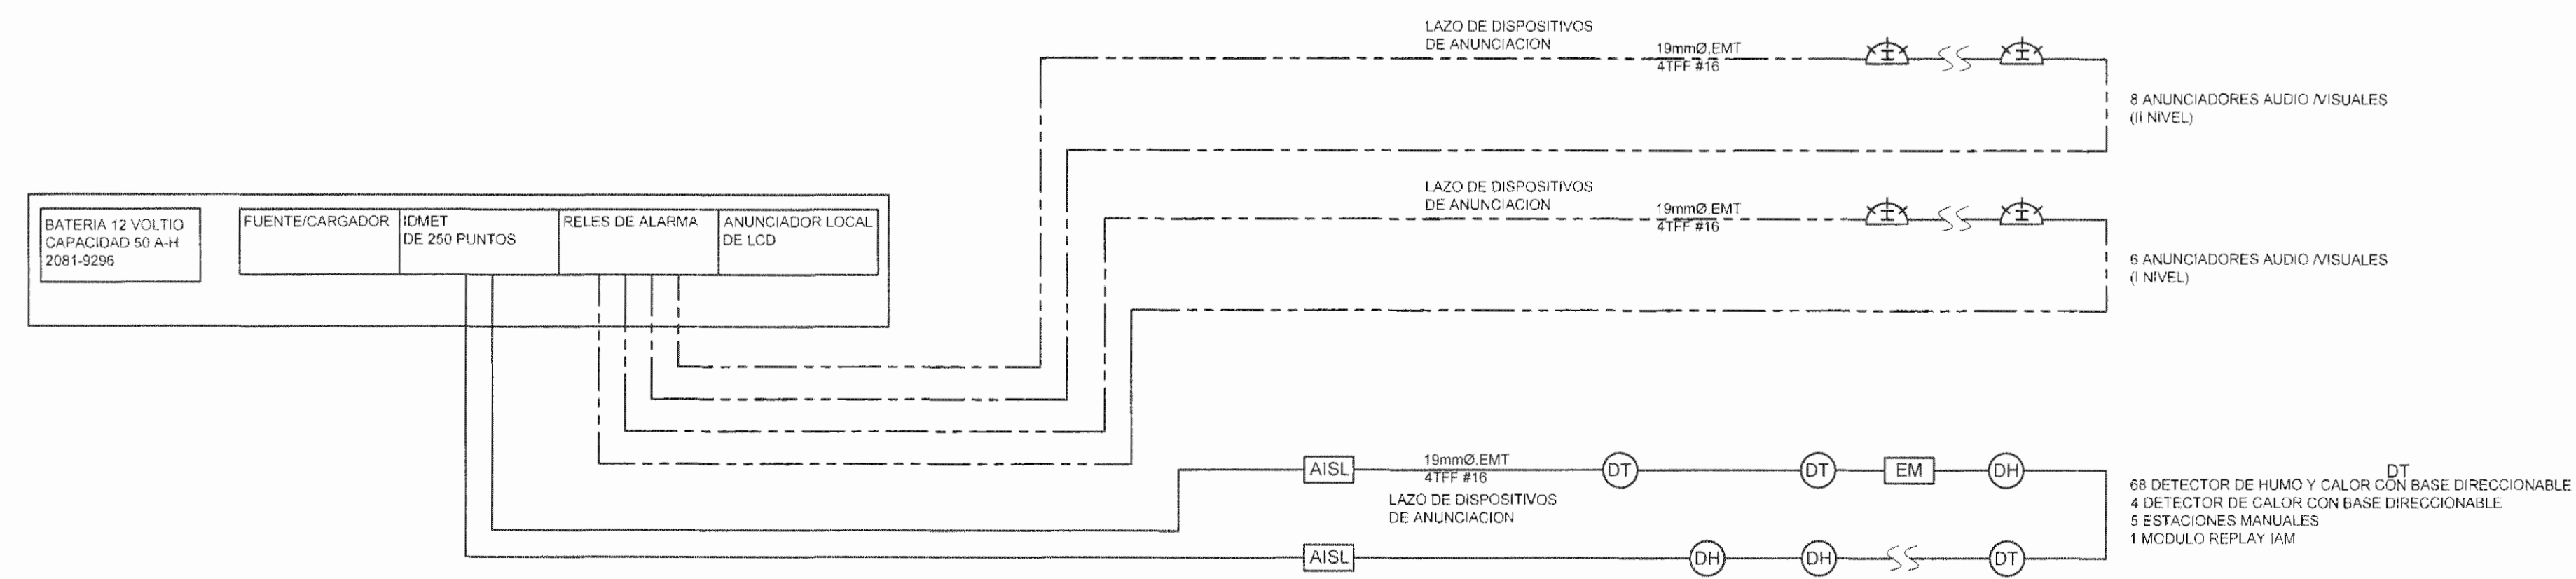 LAZO DE DISPOSITIVOS
DE ANUNCIACION
19mmØ,EMT
4TFF #16
8 ANUNCIADORES AUDIO /VISUALES
(II NIVEL)
LAZO DE DISPOSITIVOS
DE ANUNCIACION
19mmØ,EMT
4TFF #16
6 ANUNCIADORES AUDIO /VISUALES
(I NIVEL)
BATERIA 12 VOLTIO
CAPACIDAD 50 A-H
2081-9296
FUENTE/CARGADOR
IDMET
DE 250 PUNTOS
RELES DE ALARMA
ANUNCIADOR LOCAL
DE LCD
AISL
19mmØ,EMT
4TFF #16
LAZO DE DISPOSITIVOS
DE ANUNCIACION
DT
DT
EM
DH
DT
68 DETECTOR DE HUMO Y CALOR CON BASE DIRECCIONABLE
4 DETECTOR DE CALOR CON BASE DIRECCIONABLE
5 ESTACIONES MANUALES
1 MODULO REPLAY IAM
AISL
DH
DH
DT